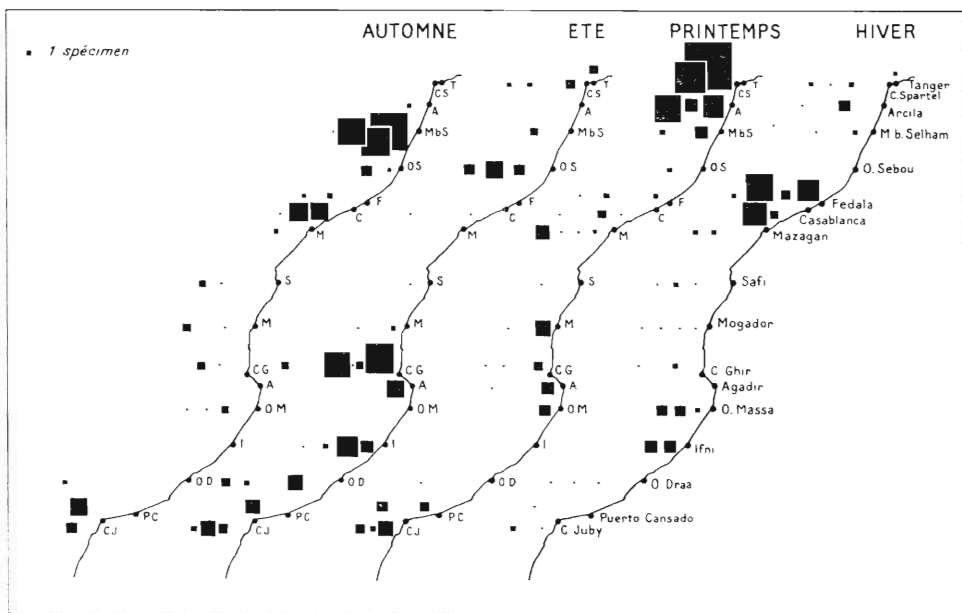 AUTOMNE ETE PRINTEMPS HIVER
1 spécimen
T T T Tanger
CS CS CS C. Spartel
A A A Arcila
MbS MbS MbS M b. Selham
OS OS OS O. Sebou
F F F Fedala
C C C Casablanca
M M M Mazagan
S S S Safi
M M M Mogador
CG CG CG C Ghir
A A A Agadir
OM OM OM O. Massa
I I I Ifni
OD OD OD O Draa
PC PC PC Puerto Cansado
CJ CJ CJ C Juby